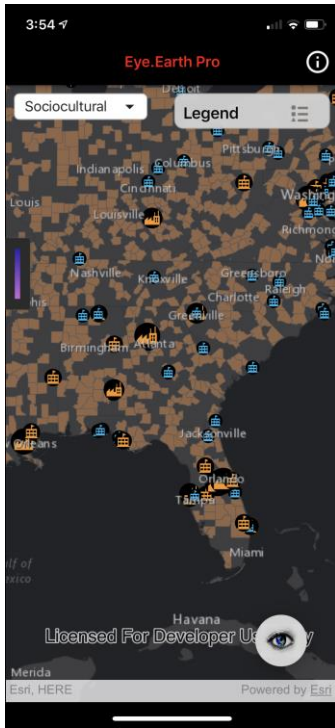 3:54
Eye.Earth Pro
Sociocultural
Legend
Detroit
Pittsburgh
Columbus
Indianapolis
Cincinnati
Washing
Louis
Louisville
Richmond
Nashville
Knoxville
Greensboro
Raleigh
Charlotte
Greenville
Birmingham
Atlanta
Jacksonville
Orleans
Orlando
Tampa
Miami
Havana
Licensed For Developer Us
Merida
Esri, HERE
Powered by Esri